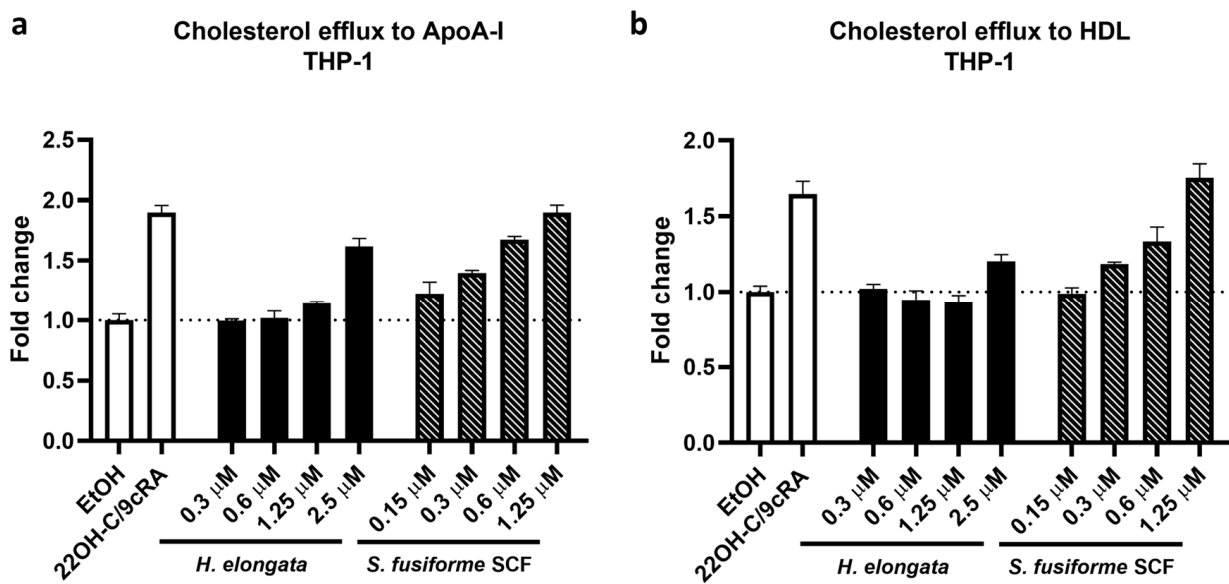 a
Cholesterol efflux to ApoA-I
THP-1
Fold change
2.5
2.0
1.5
1.0
0.5
0.0
EtOH
22OH-C/9cRA
0.3 μM
0.6 μM
1.25 μM
2.5 μM
0.15 μM
0.3 μM
0.6 μM
1.25 μM
H. elongata
S. fusiforme SCF
b
Cholesterol efflux to HDL
THP-1
Fold change
2.0
1.5
1.0
0.5
0.0
EtOH
22OH-C/9cRA
0.3 μM
0.6 μM
1.25 μM
2.5 μM
0.15 μM
0.3 μM
0.6 μM
1.25 μM
H. elongata
S. fusiforme SCF